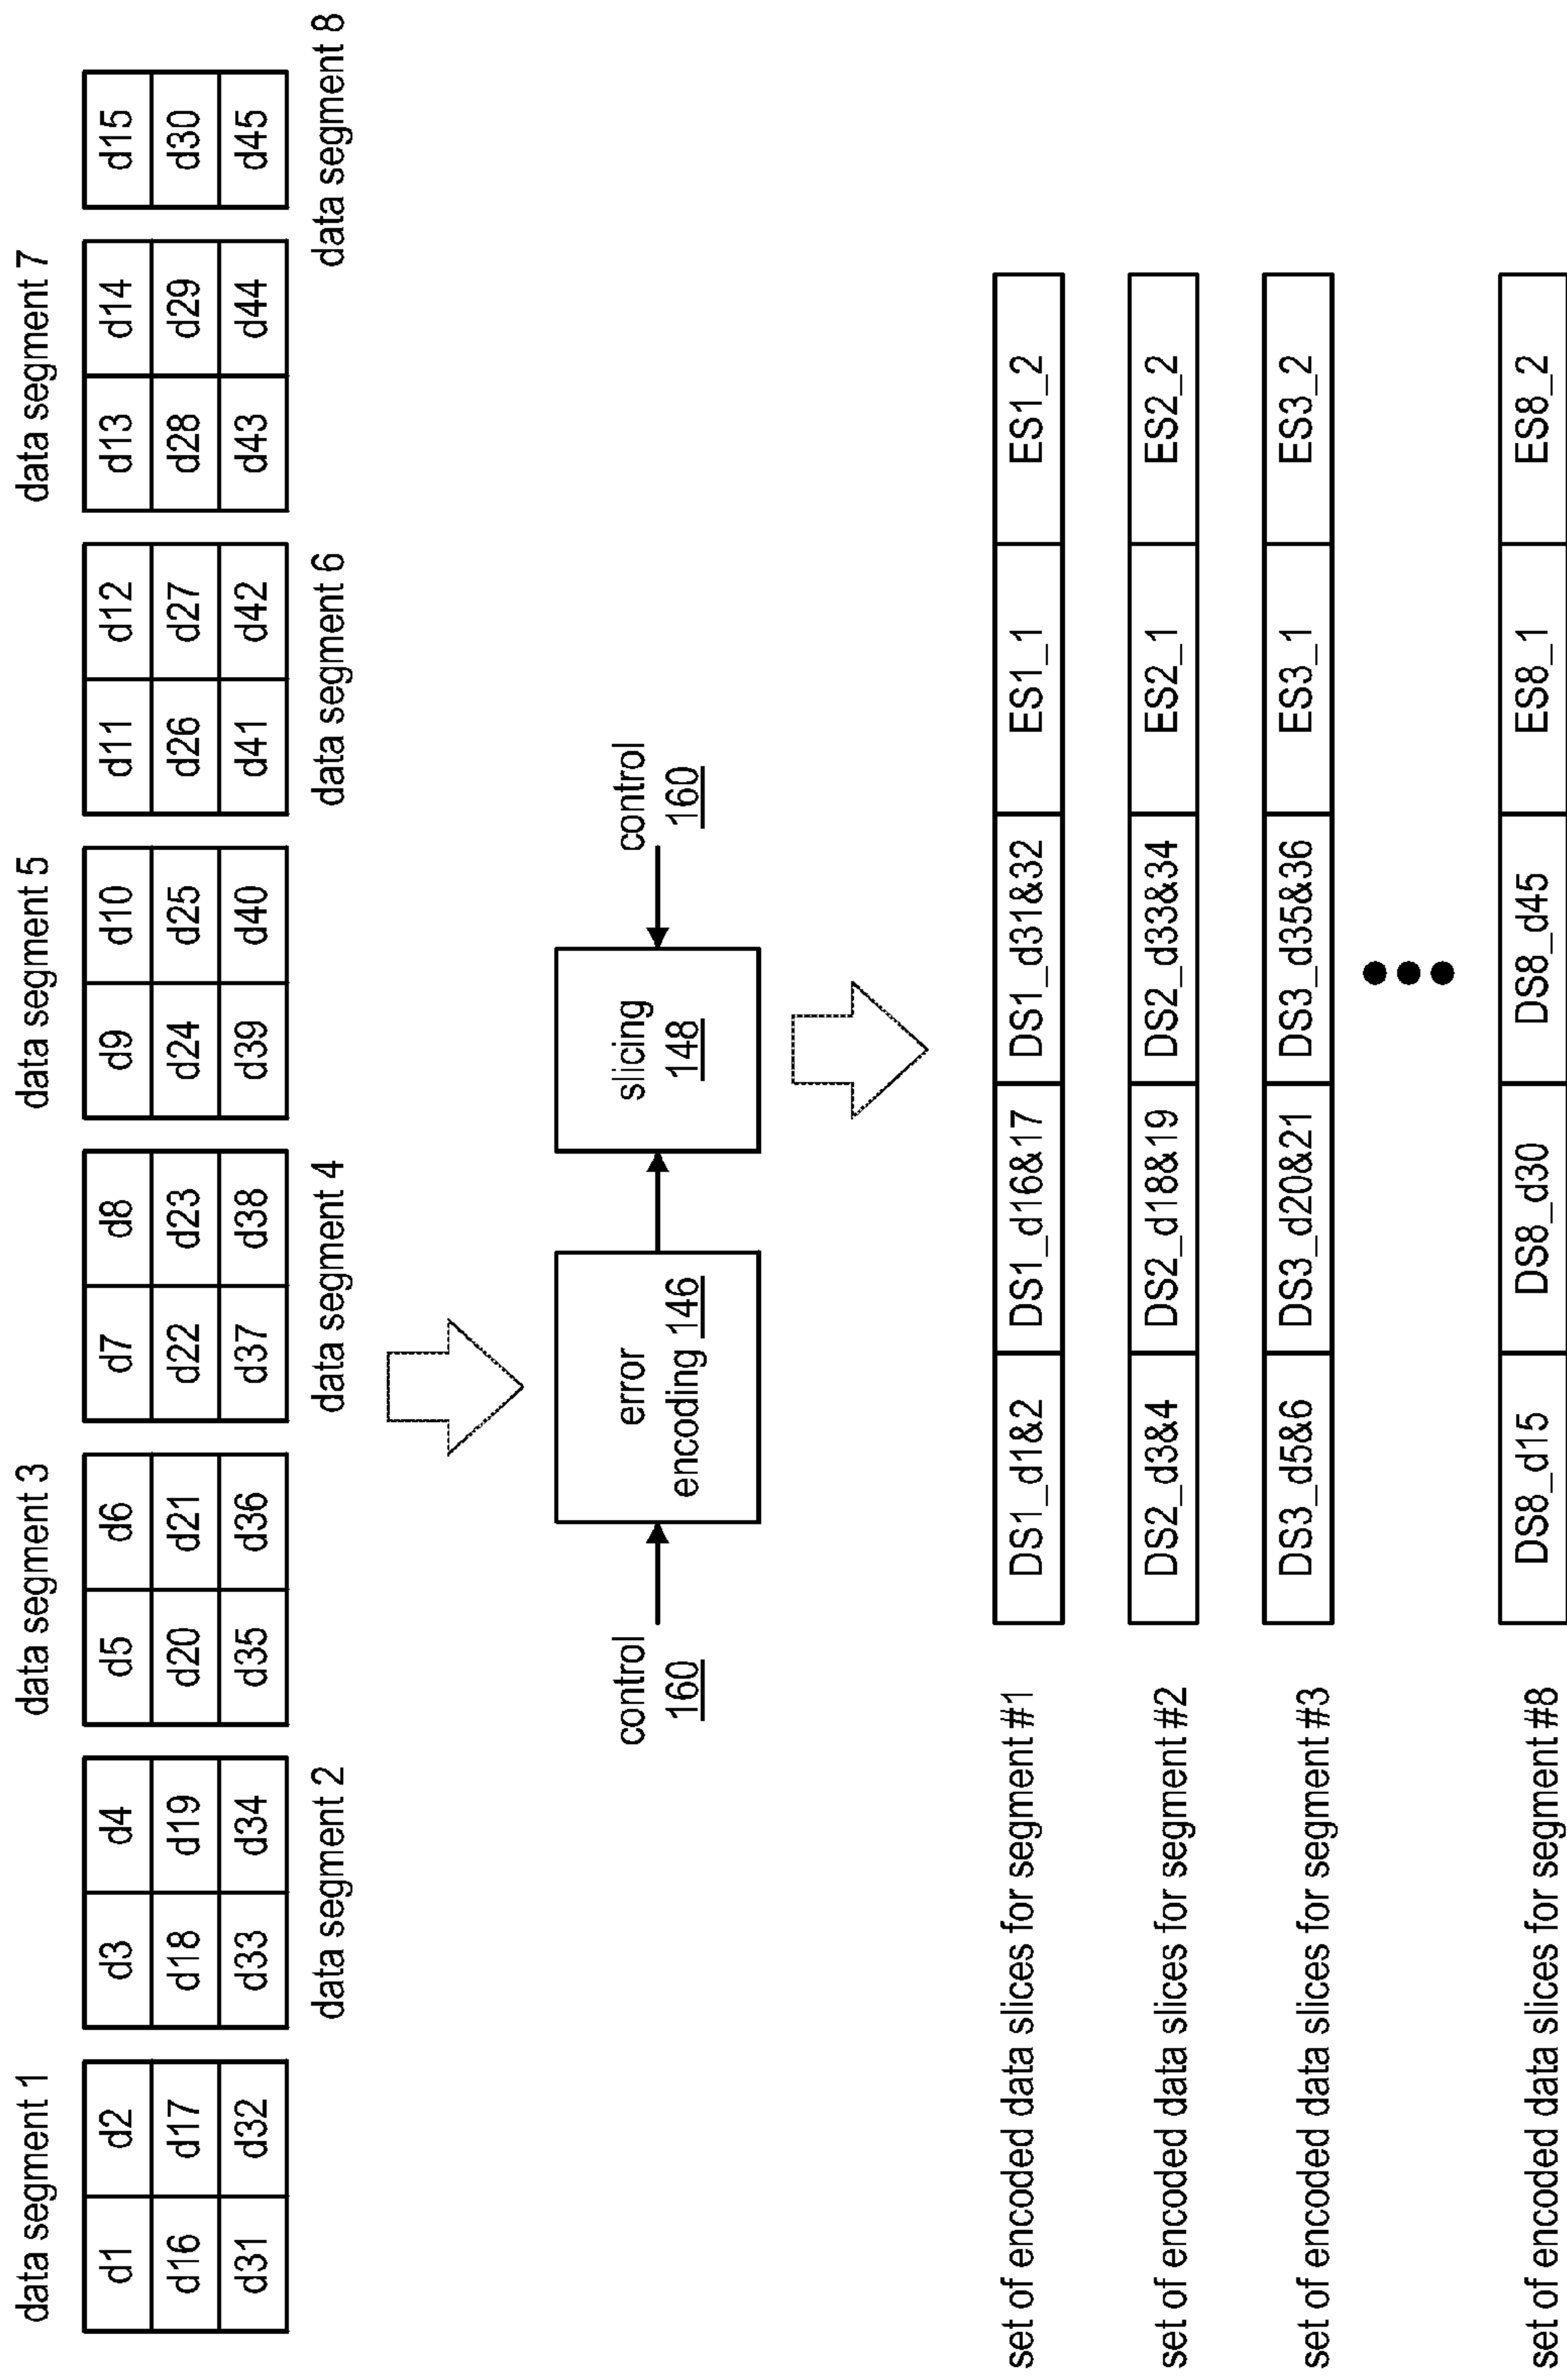 data segment 1
data segment 3
data segment 5
data segment 7
d1 d2 d3 d4 d5 d6 d7 d8 d9 d10 d11 d12 d13 d14 d15
d16 d17 d18 d19 d20 d21 d22 d23 d24 d25 d26 d27 d28 d29 d30
d31 d32 d33 d34 d35 d36 d37 d38 d39 d40 d41 d42 d43 d44 d45
data segment 2
data segment 4
data segment 6
data segment 8
control
160
error
encoding 146
slicing
148
control
160
set of encoded data slices for segment #1
DS1_d1&2 DS1_d16&17 DS1_d31&32 ES1_1 ES1_2
set of encoded data slices for segment #2
DS2_d3&4 DS2_d18&19 DS2_d33&34 ES2_1 ES2_2
set of encoded data slices for segment #3
DS3_d5&6 DS3_d20&21 DS3_d35&36 ES3_1 ES3_2
set of encoded data slices for segment #8
DS8_d15 DS8_d30 DS8_d45 ES8_1 ES8_2